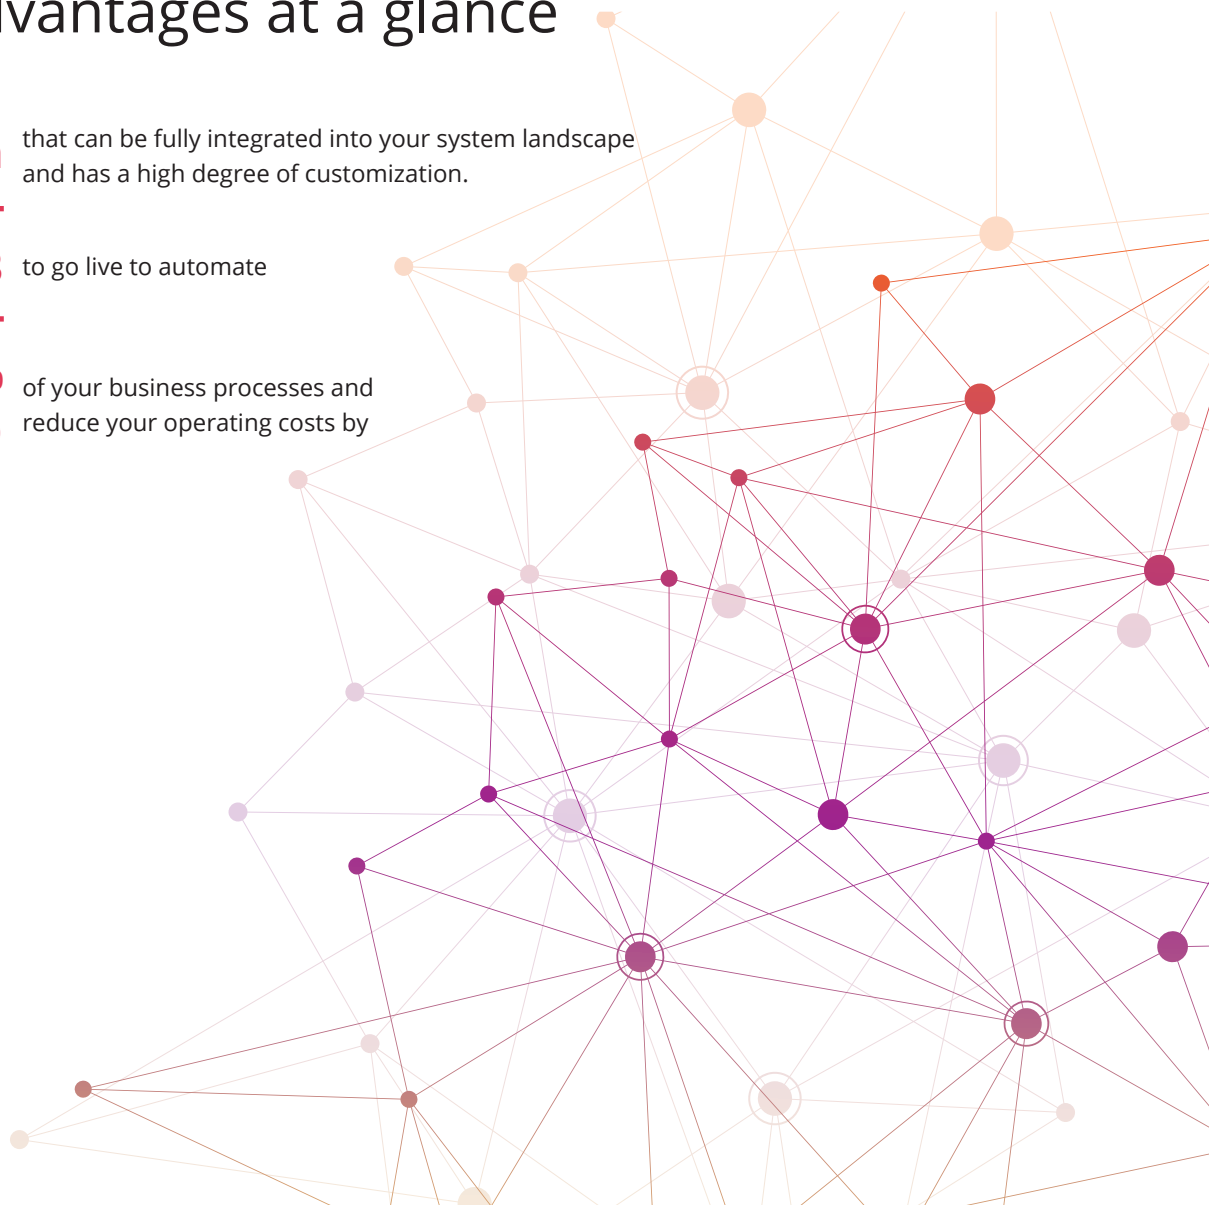 at a glance
that can be fully integrated into your system landscape
and has a high degree of customization.
to go live to automate
of your business processes and
reduce your operating costs by